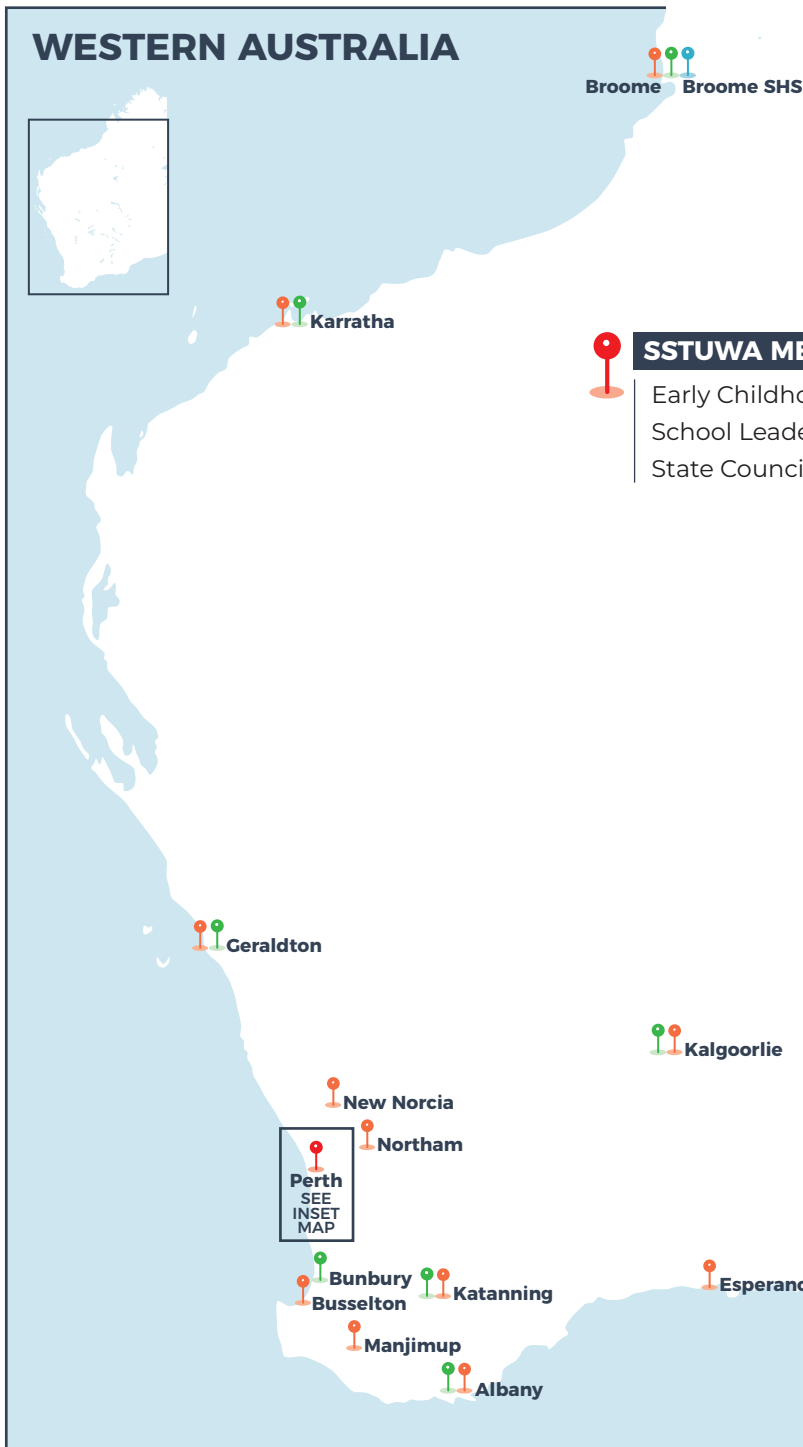 WESTERN AUSTRALIA
Broome Broome SHS
Karratha
SSTUWA ME
Early Childho
School Leade
State Counci
Geraldton
Kalgoorlie
New Norcia
Northam
Perth
SEE
INSET
MAP
Bunbury
Katanning
Esperanc
Busselton
Manjimup
Albany